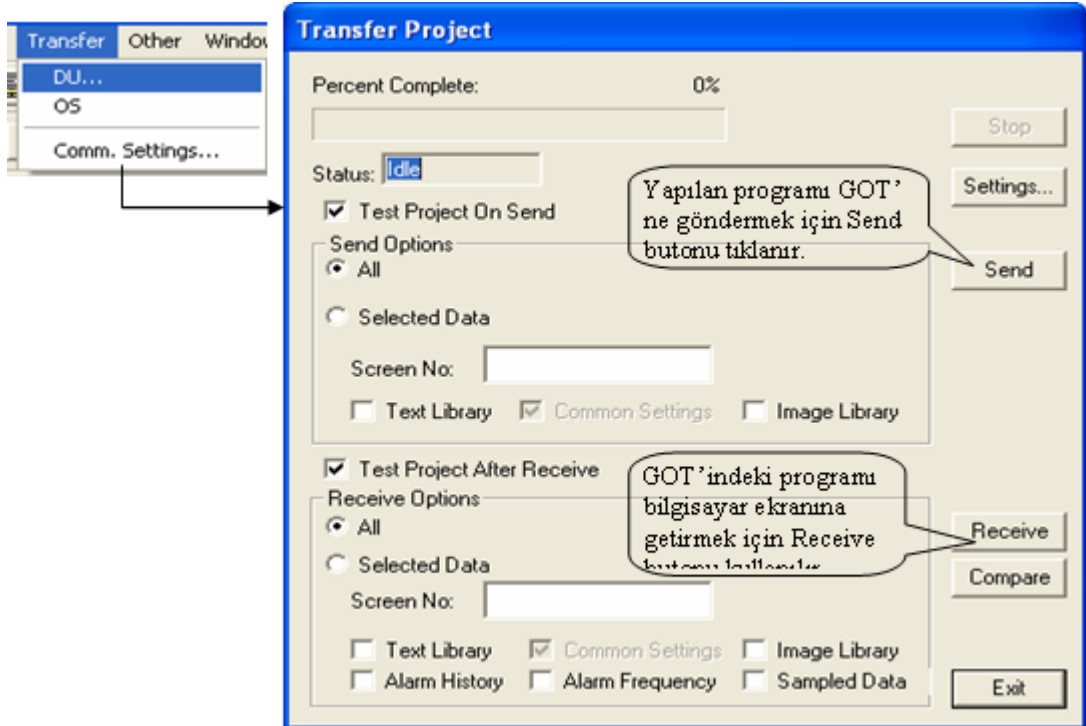 Transfer Other Window
DU...
OS
Comm. Settings...
Transfer Project
Percent Complete: 0%
Stop
Status: Idle
Settings...
Test Project On Send
Yapılan programı GOT’
ne göndermek için Send
butonu tıklanır.
Send
Send Options
All
Selected Data
Screen No:
Text Library Common Settings Image Library
Test Project After Receive
GOT’indeki programı
bilgisayar ekranına
getirmek için Receive
Receive
Compare
Receive Options
All
Selected Data
Screen No:
Text Library Common Settings Image Library
Alarm History Alarm Frequency Sampled Data
Exit